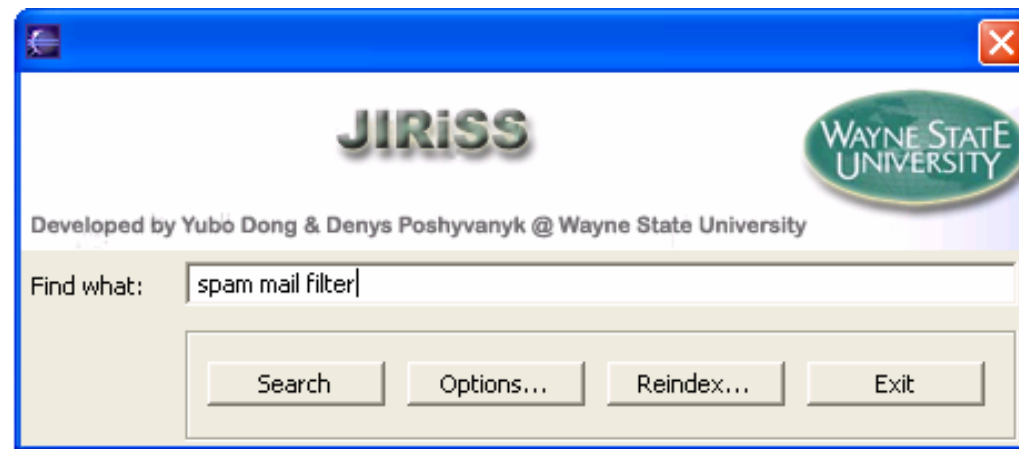 JIRiSS
WAYNE STATE
UNIVERSITY
Developed by Yubo Dong & Denys Poshyvanyk @ Wayne State University
Find what:
spam mail filter
Search
Options...
Reindex...
Exit